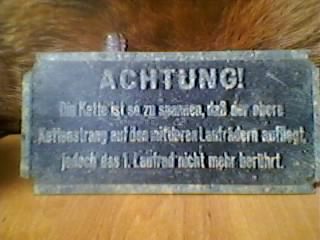 ACHTUNG!
Die Kette ist so zu spannen, daß der obere
Kettenstrang auf den mittleren Laufrädern aufliegt,
jedoch das 1. Laufrad nicht mehr berührt.